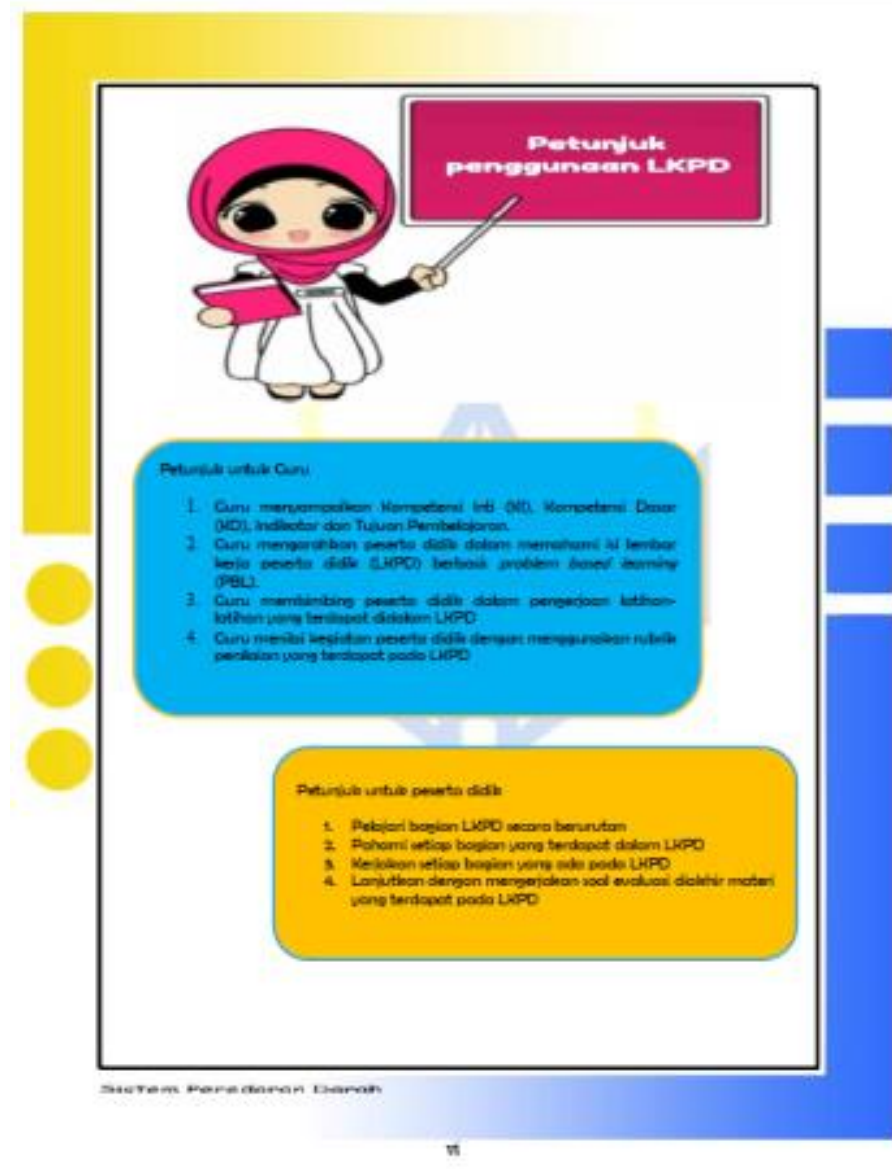 Petunjuk
penggunaan LKPD
Petunjuk untuk Guru
1. Guru menyampaikan Kompetensi Inti (KI), Kompetensi Dasar
(KD), Indikator dan Tujuan Pembelajaran.
2. Guru mengarahkan peserta didik dalam memahami isi lembar
kerja peserta didik (LKPD) berbasis problem based learning
(PBL).
3. Guru membimbing peserta didik dalam pengerjaan latihan-
latihan yang terdapat didalam LKPD
4. Guru menilai kegiatan peserta didik dengan menggunakan rubrik
penilaian yang terdapat pada LKPD
Petunjuk untuk peserta didik
1. Pelajari bagian LKPD secara berurutan
2. Pahami setiap bagian yang terdapat dalam LKPD
3. Kerjakan setiap bagian yang ada pada LKPD
4. Lanjutkan dengan mengerjakan soal evaluasi diakhir materi
yang terdapat pada LKPD
Sistem Peredaran Darah